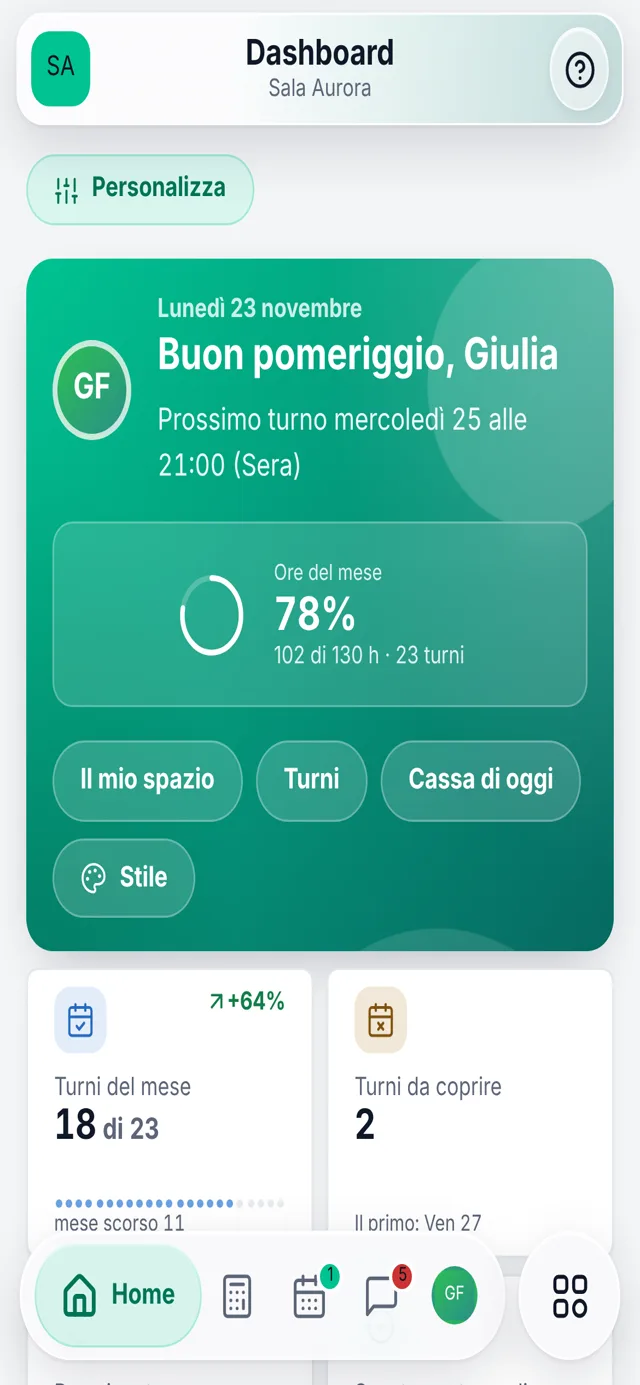 SA
Dashboard
Sala Aurora
Personalizza
Lunedì 23 novembre
GF
Buon pomeriggio, Giulia
Prossimo turno mercoledì 25 alle
21:00 (Sera)
Ore del mese
78%
102 di 130 h · 23 turni
Il mio spazio
Turni
Cassa di oggi
Stile
+64%
Turni del mese
18 di 23
mese scorso 11
Turni da coprire
2
Il primo: Ven 27
Home
1
5
GF